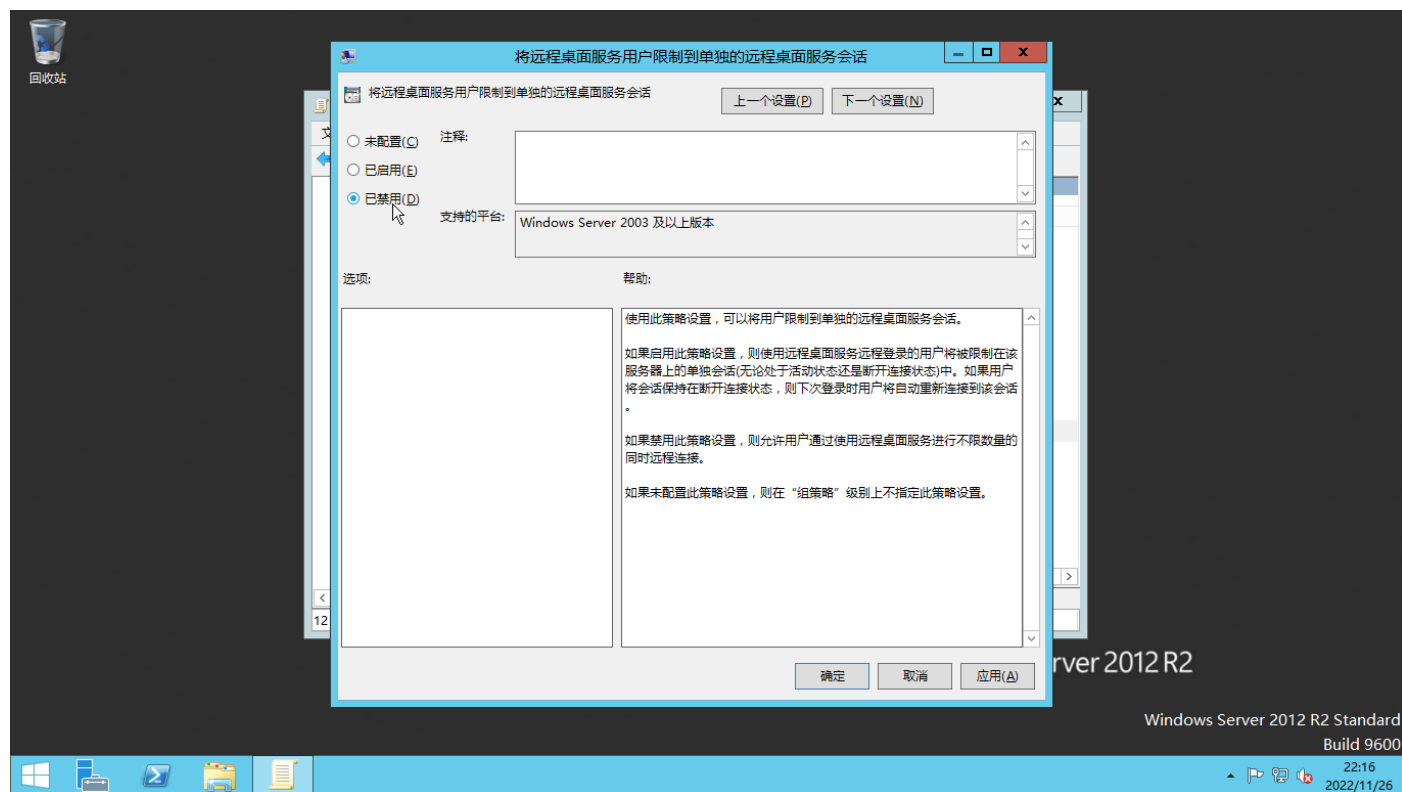 回收站
将远程桌面服务用户限制到单独的远程桌面服务会话
x
将远程桌面服务用户限制到单独的远程桌面服务会话
上一个设置(P)
下一个设置(N)
x
未配置(C)
注释:
已启用(E)
已禁用(D)
支持的平台:
Windows Server 2003 及以上版本
选项:
帮助:
使用此策略设置，可以将用户限制到单独的远程桌面服务会话。
如果启用此策略设置，则使用远程桌面服务远程登录的用户将被限制在该
服务器上的单独会话(无论处于活动状态还是断开连接状态)中。如果用户
将会话保持在断开连接状态，则下次登录时用户将自动重新连接到该会话
。
如果禁用此策略设置，则允许用户通过使用远程桌面服务进行不限数量的
同时远程连接。
如果未配置此策略设置，则在“组策略”级别上不指定此策略设置。
12
确定
取消
应用(A)
rver 2012 R2
Windows Server 2012 R2 Standard
Build 9600
22:16
2022/11/26